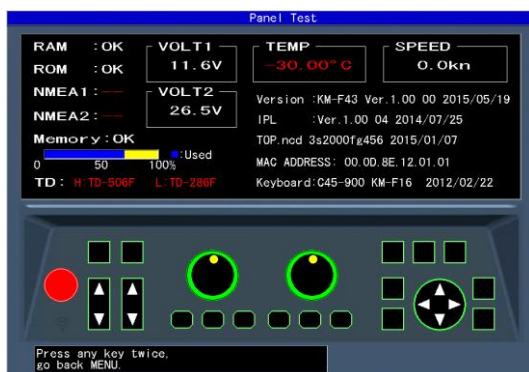 Panel Test
RAM :OK
ROM :OK
NMEA1: --
NMEA2: --
Memory:OK
0 50 100% :Used
TD: H:TD-506F L:TD-286F
VOLT1
11.6V
VOLT2
26.5V
TEMP
-30.00°C
SPEED
0.0kn
Version :KM-F43 Ver.1.00 00 2015/05/19
IPL :Ver.1.00 04 2014/07/25
TOP.ncd 3s2000fg456 2015/01/07
MAC ADDRESS: 00.0D.8E.12.01.01
Keyboard:C45-900 KM-F16 2012/02/22
Press any key twice,
go back MENU.